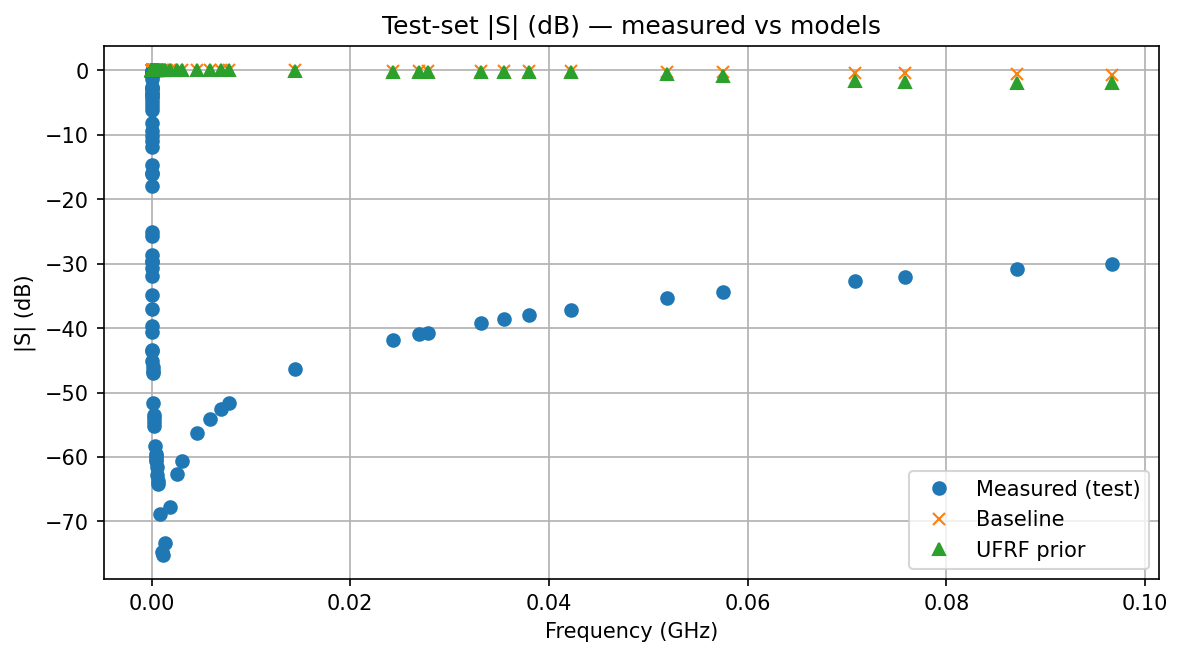 Test-set |S| (dB) — measured vs models
0
−10
−20
−30
−40
−50
−60
−70
|S| (dB)
0.00
0.02
0.04
0.06
0.08
0.10
Frequency (GHz)
Measured (test)
Baseline
UFRF prior